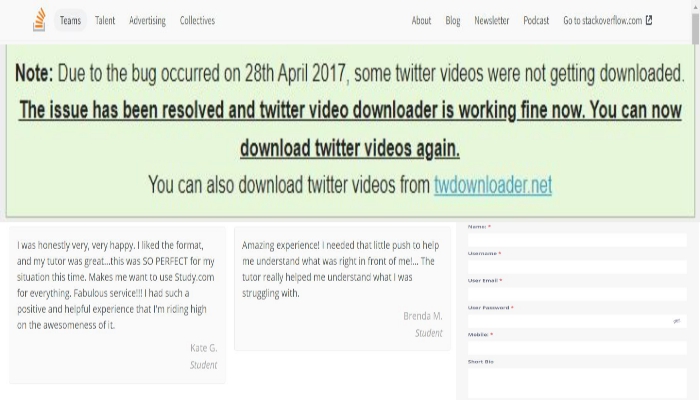 Teams Talent Advertising Collectives About Blog Newsletter Podcast Go to stackoverflow.com
Note: Due to the bug occurred on 28th April 2017, some twitter videos were not getting downloaded.
The issue has been resolved and twitter video downloader is working fine now. You can now
download twitter videos again.
You can also download twitter videos from twdownloader.net
I was honestly very, very happy. I liked the format,
and my tutor was great...this was SO PERFECT for my
situation this time. Makes me want to use Study.com
for everything. Fabulous service!!! I had such a
positive and helpful experience that I'm riding high
on the awesomeness of it.
Kate G.
Student
Amazing experience! I needed that little push to help
me understand what was right in front of me!... The
tutor really helped me understand what I was
struggling with.
Brenda M.
Student
Name: *
Username *
User Email *
User Password *
Mobile: *
Short Bio